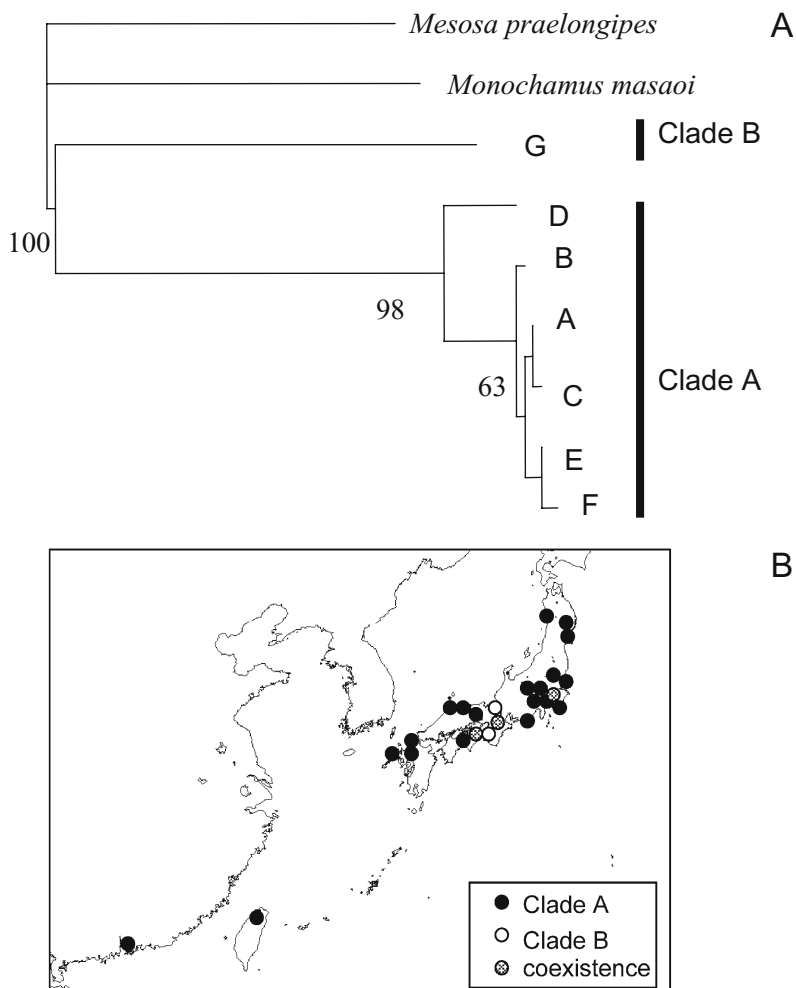 A
Mesosa praelongipes
Monochamus masaoi
G
Clade B
D
100
B
98
A
63
C
Clade A
E
F
B
Clade A
Clade B
coexistence